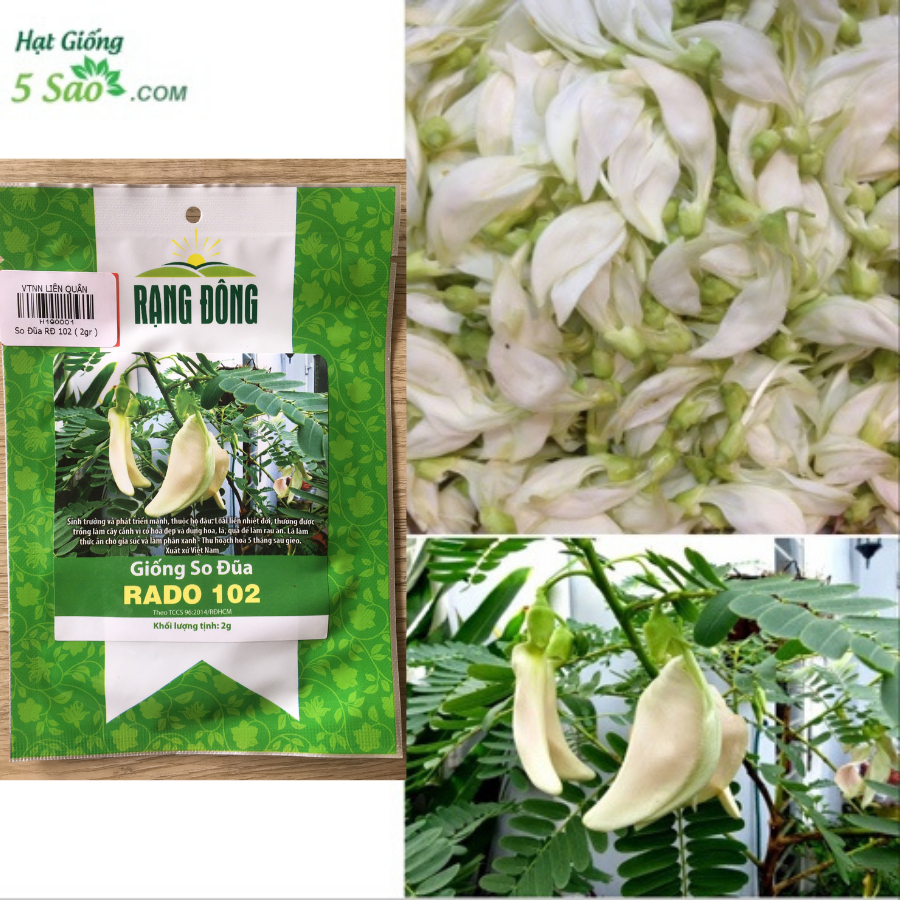 Hạt Giống
5 Sao .COM
RẠNG ĐÔNG
VTNN LIÊN QUÂN
H190001
So Đũa RĐ 102 ( 2gr )
Sinh trưởng và phát triển mạnh, thuộc họ đậu. Loài liên nhiệt đới, thường được
trồng làm cây cảnh vì có hoa đẹp và dùng hoa, lá, quả để làm rau ăn. Lá làm
thức ăn cho gia súc và làm phân xanh - Thu hoạch hoa 5 tháng sau gieo.
Xuất xứ Việt Nam
Giống So Đũa
RADO 102
Theo TCCS 96:2014/RĐHCM
Khối lượng tịnh: 2g